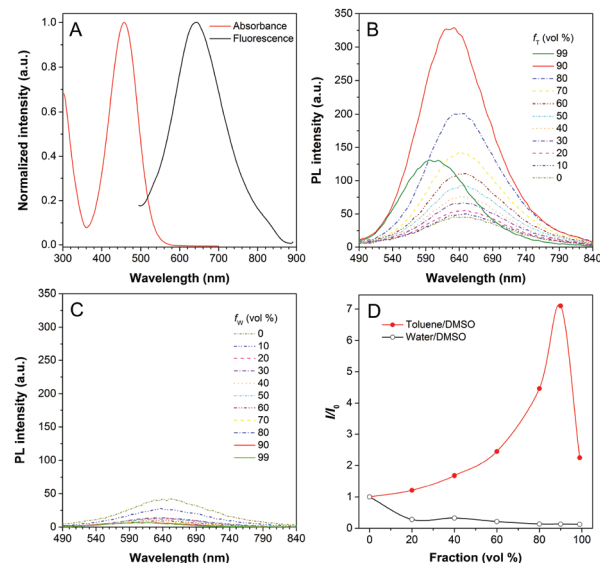 A
Absorbance
Fluorescence
Normalized intensity (a.u.)
1.0
0.8
0.6
0.4
0.2
0.0
300 400 500 600 700 800 900
Wavelength (nm)
B
fT (vol %)
99
90
80
70
60
50
40
30
20
10
0
PL intensity (a.u.)
350
300
250
200
150
100
50
0
490 540 590 640 690 740 790 840
Wavelength (nm)
C
fW (vol %)
0
10
20
30
40
50
60
70
80
90
99
PL intensity (a.u.)
350
300
250
200
150
100
50
0
490 540 590 640 690 740 790 840
Wavelength (nm)
D
Toluene/DMSO
Water/DMSO
I/I0
7
6
5
4
3
2
1
0
0 20 40 60 80 100
Fraction (vol %)